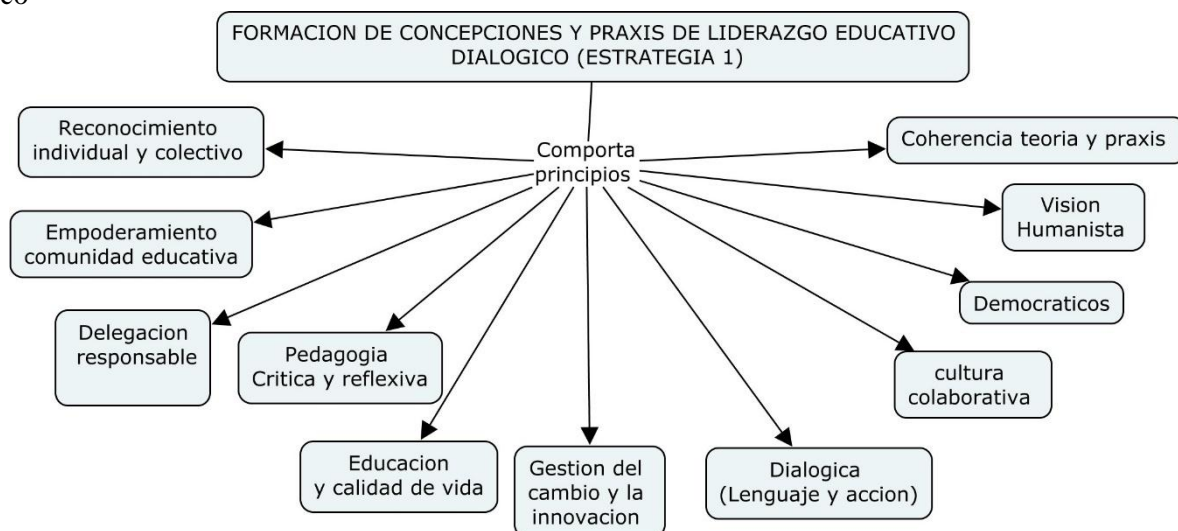 co
FORMACION DE CONCEPCIONES Y PRAXIS DE LIDERAZGO EDUCATIVO
DIALOGICO (ESTRATEGIA 1)
Comporta
principios
Reconocimiento
individual y colectivo
Empoderamiento
comunidad educativa
Delegacion
responsable
Pedagogia
Critica y reflexiva
Educacion
y calidad de vida
Gestion del
cambio y la
innovacion
Dialogica
(Lenguaje y accion)
cultura
colaborativa
Democraticos
Vision
Humanista
Coherencia teoria y praxis